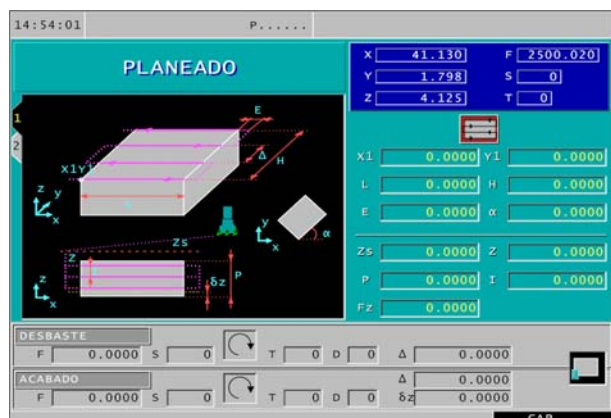 14:54:01 P......
PLANEADO
X 41.130 F 2500.020
Y 1.798 S 0
Z 4.125 T 0
1
2
E
Δ H
X1Y1
L
z y x
y x α
Zs
Z P δz
z x
X1 0.0000 Y1 0.0000
L 0.0000 H 0.0000
E 0.0000 α 0.0000
Zs 0.0000 Z 0.0000
P 0.0000 I 0.0000
Fz 0.0000
DESBASTE
F 0.0000 S 0 T 0 D 0 Δ 0.0000
ACABADO
Δ 0.0000
F 0.0000 S 0 T 0 D 0 δz 0.0000
CAP